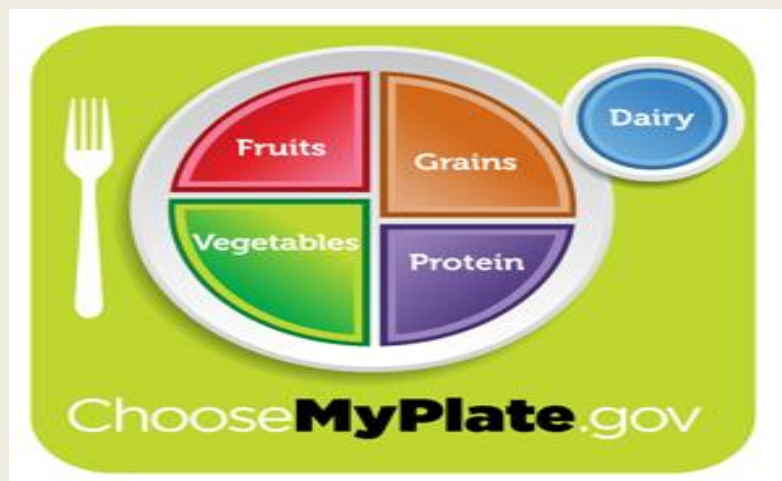 Fruits
Grains
Dairy
Vegetables
Protein
ChooseMyPlate.gov